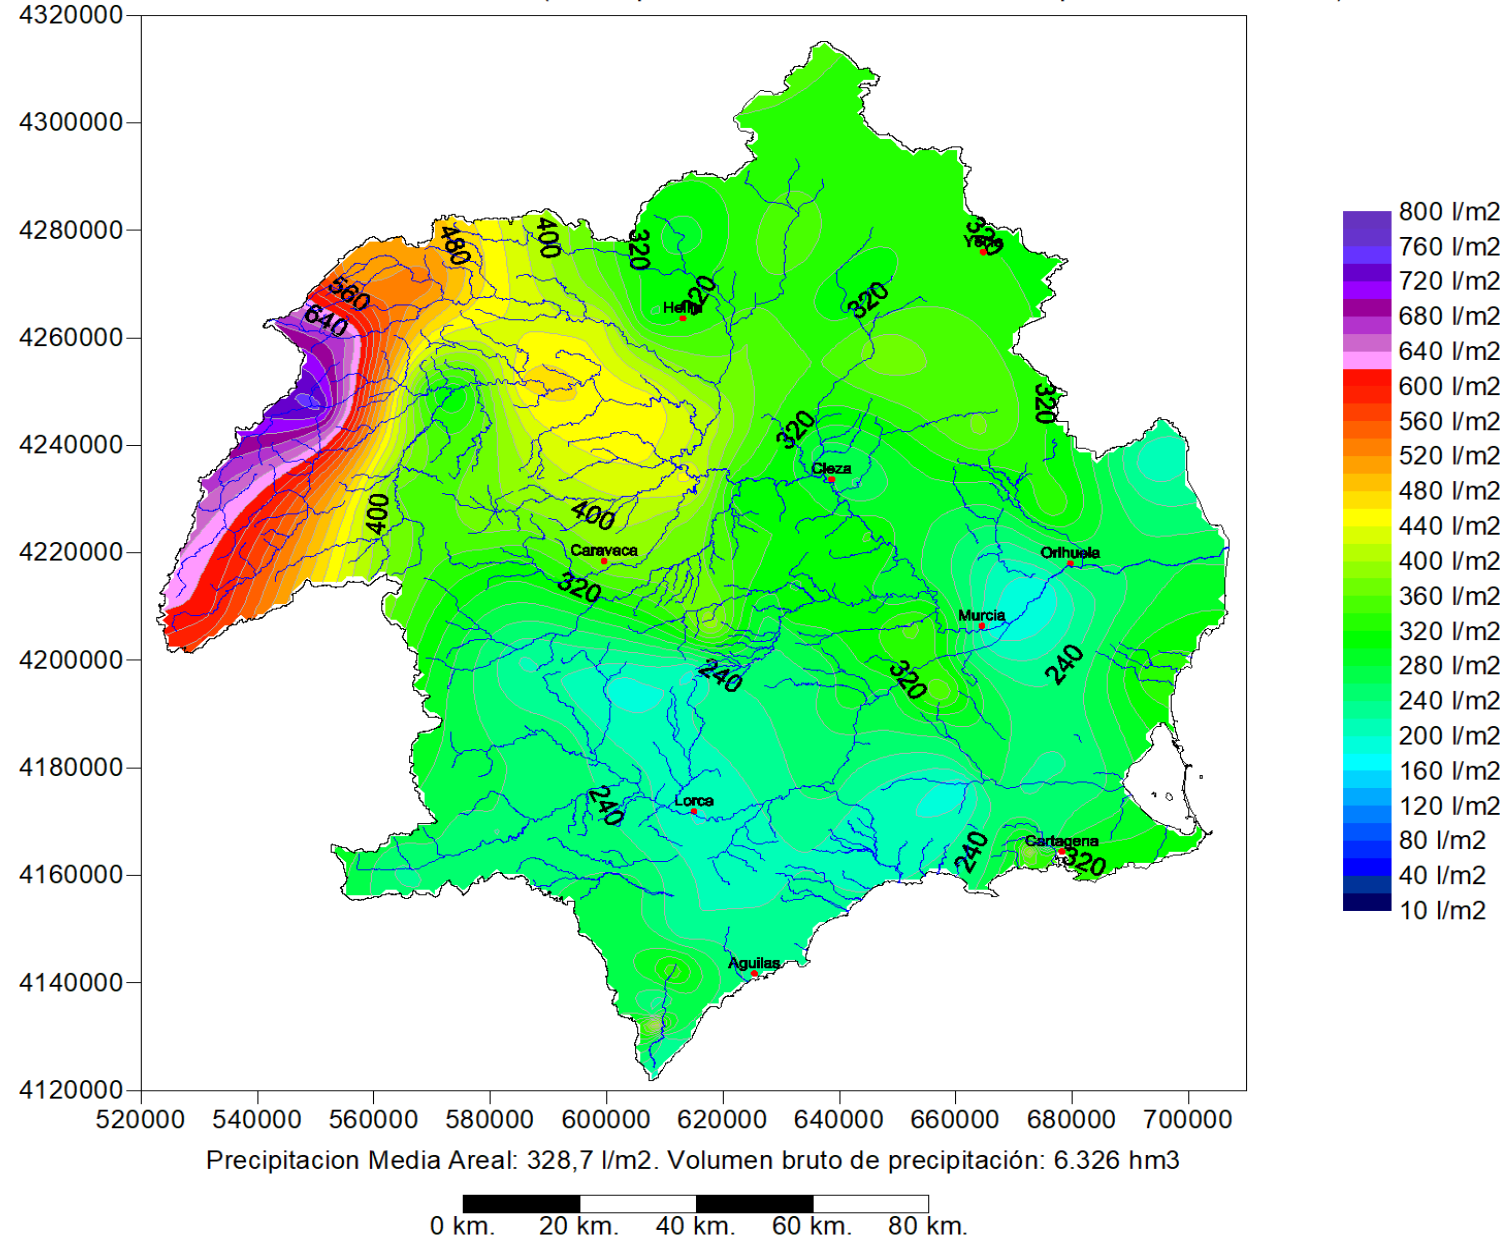 4320000
4300000
4280000
4260000
4240000
4220000
4200000
4180000
4160000
4140000
4120000
520000 540000 560000 580000 600000 620000 640000 660000 680000 700000
480
400
320
320
560
640
320
320
320
320
400
400
320
240
320
240
240
240
320
Cieza
Caravaca
Orihuela
Murcia
Lorca
Cartagena
Aguilas
800 l/m2
760 l/m2
720 l/m2
680 l/m2
640 l/m2
600 l/m2
560 l/m2
520 l/m2
480 l/m2
440 l/m2
400 l/m2
360 l/m2
320 l/m2
280 l/m2
240 l/m2
200 l/m2
160 l/m2
120 l/m2
80 l/m2
40 l/m2
10 l/m2
Precipitacion Media Areal: 328,7 l/m2. Volumen bruto de precipitación: 6.326 hm3
0 km. 20 km. 40 km. 60 km. 80 km.